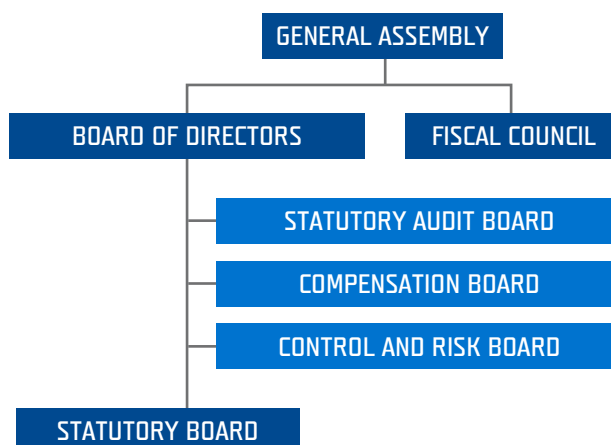 GENERAL ASSEMBLY
BOARD OF DIRECTORS
FISCAL COUNCIL
STATUTORY AUDIT BOARD
COMPENSATION BOARD
CONTROL AND RISK BOARD
STATUTORY BOARD